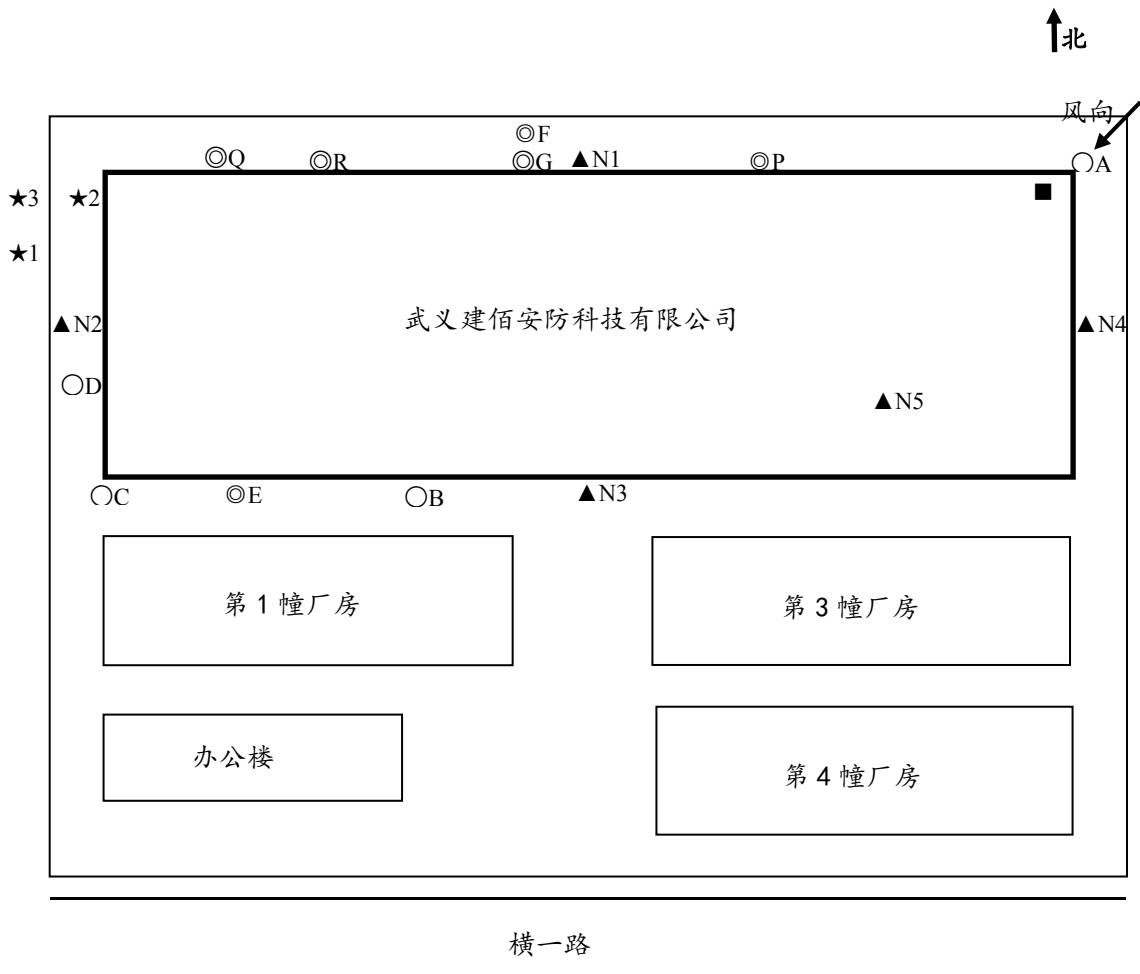 北
风向
◎F
◎Q ◎R ◎G ▲N1 ◎P ○A
★3 ★2 ■
★1
武义建佰安防科技有限公司
▲N2 ▲N4
○D
▲N5
○C ◎E ○B ▲N3
第1幢厂房 第3幢厂房
办公楼 第4幢厂房
横一路